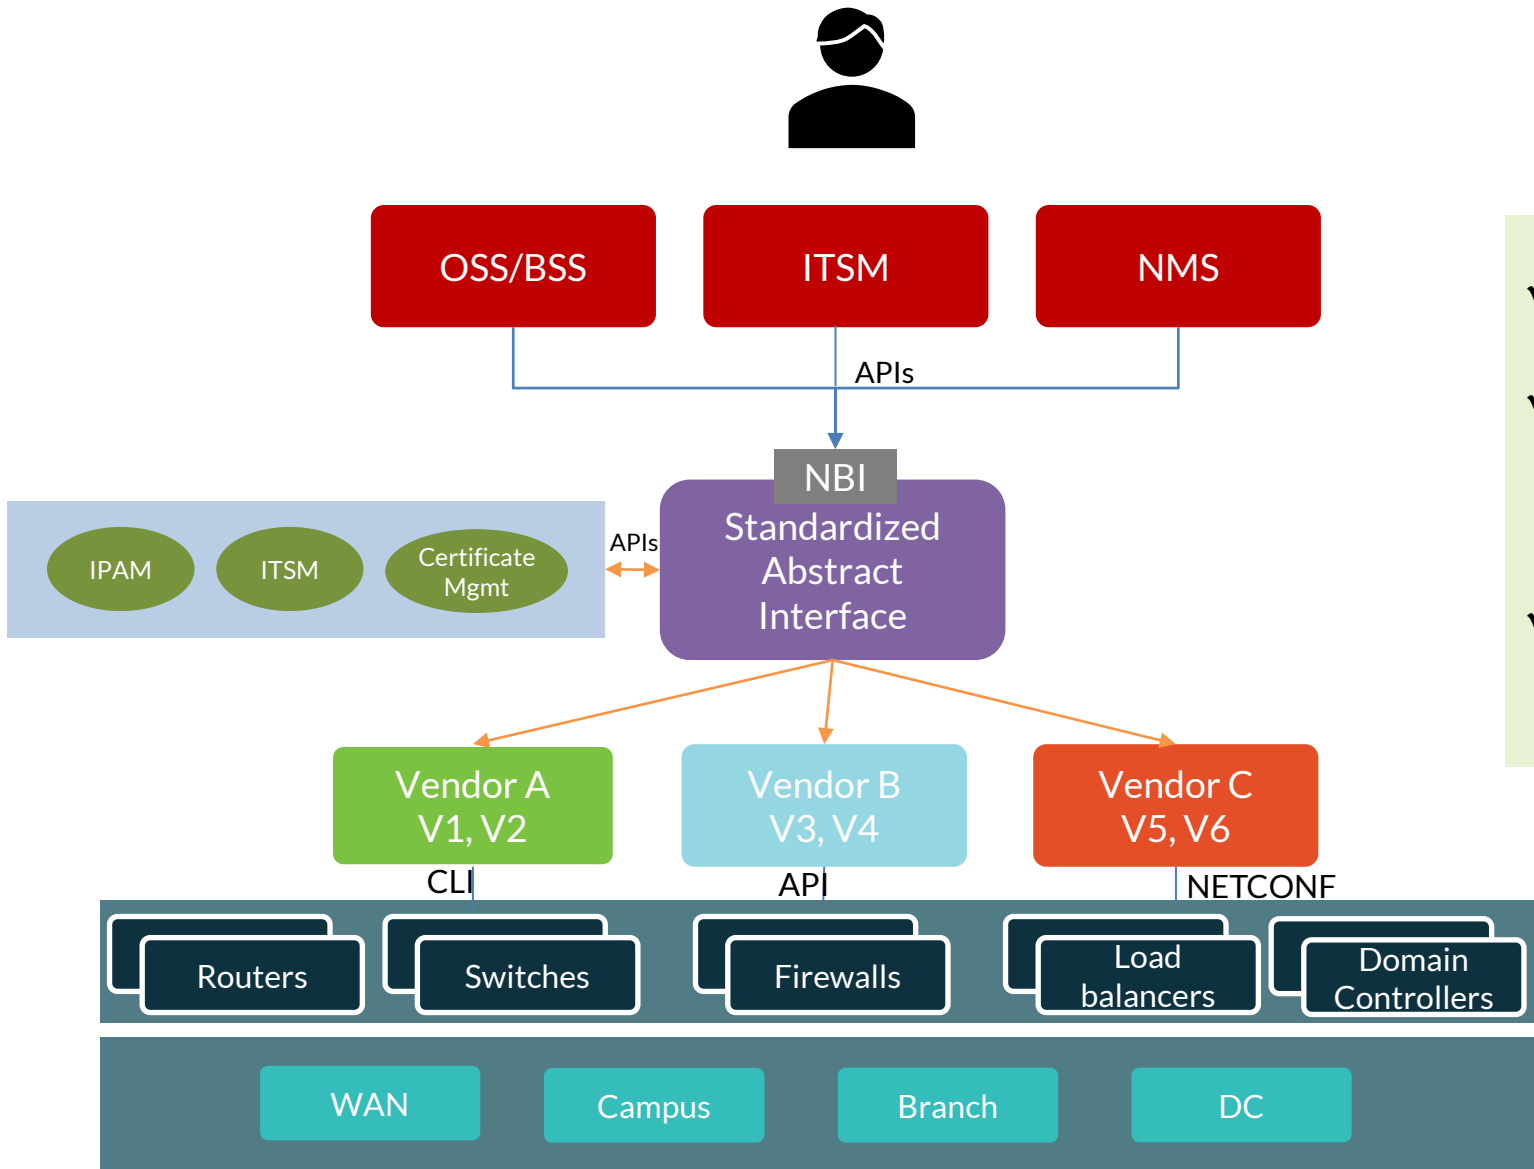 OSS/BSS
ITSM
NMS
APIs
NBI
Standardized
Abstract
Interface
APIs
IPAM
ITSM
Certificate
Mgmt
Vendor A
V1, V2
Vendor B
V3, V4
Vendor C
V5, V6
CLI
API
NETCONF
Routers
Switches
Firewalls
Load
balancers
Domain
Controllers
WAN
Campus
Branch
DC